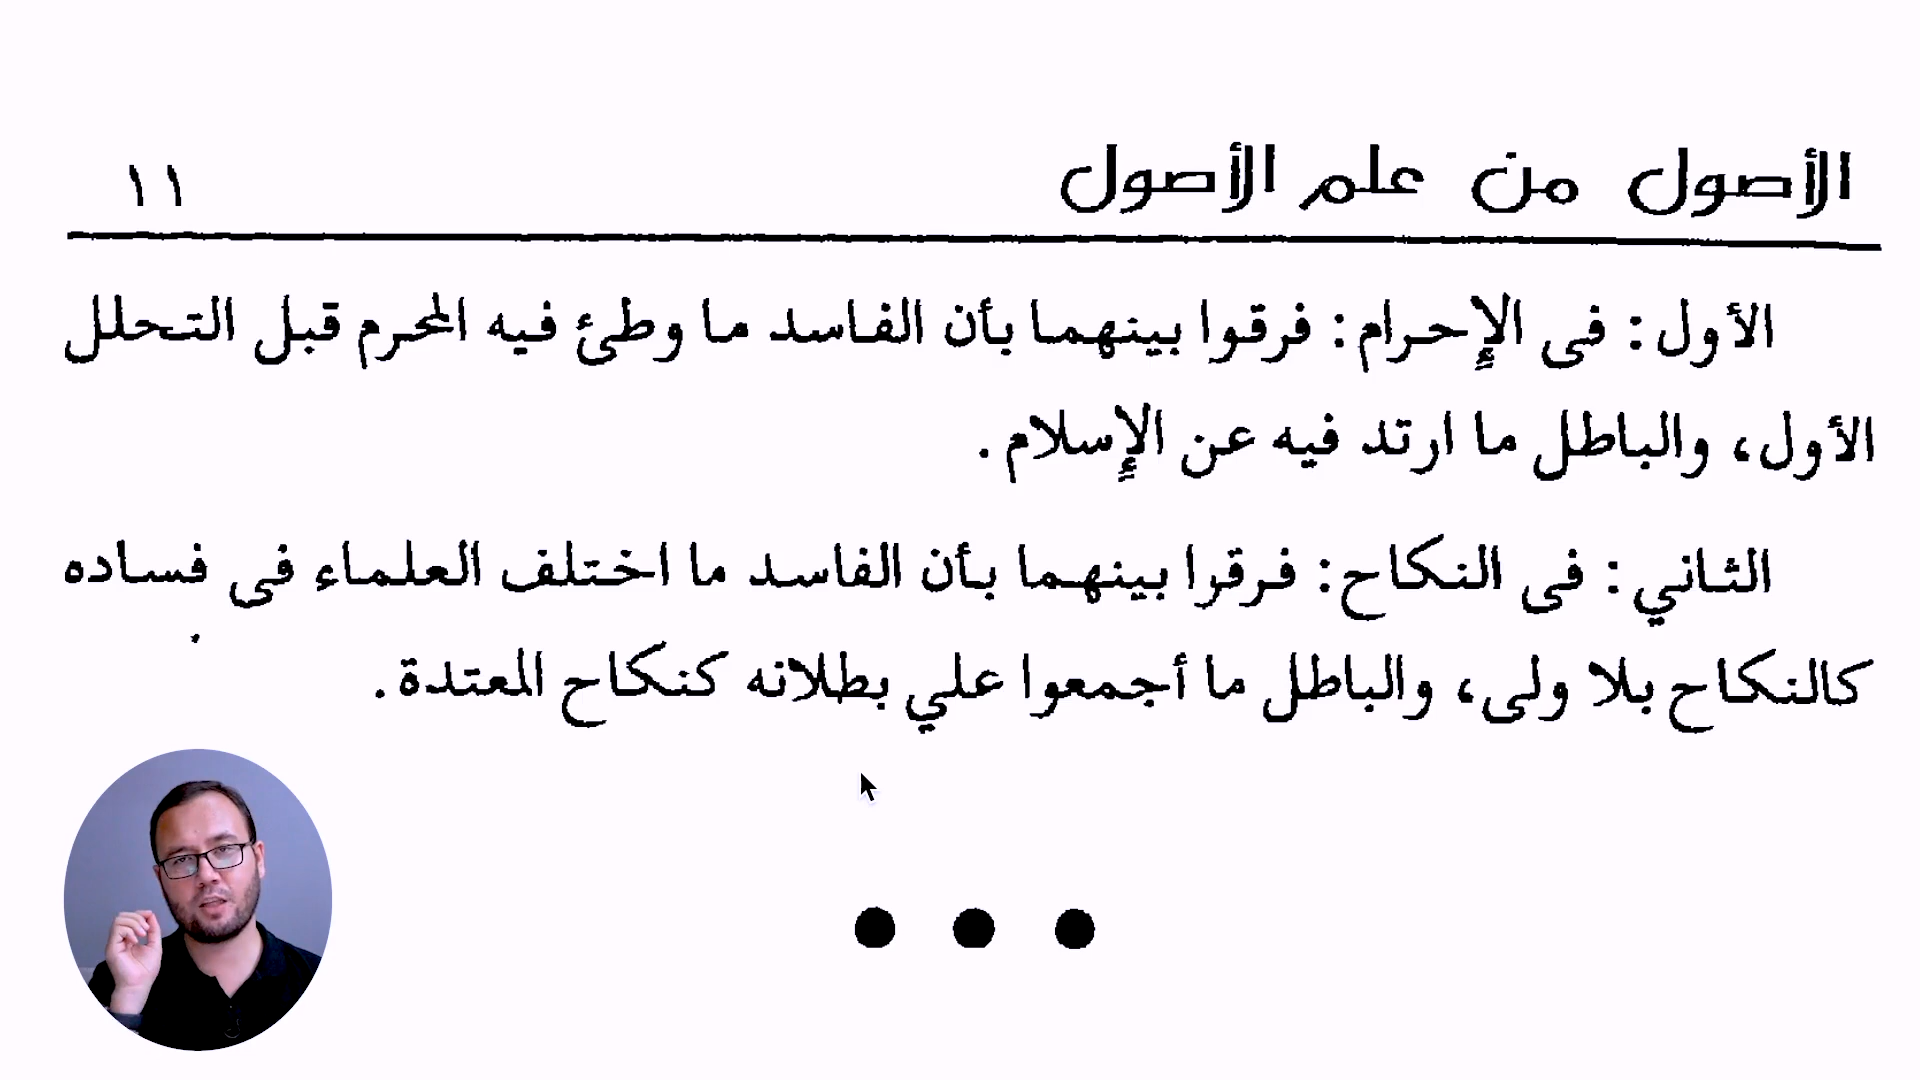 الأصول من علم الأصول ١١
الأول : فى الإحرام : فرقوا بينهما بأن الفاسد ما وطئ فيه المحرم قبل التحلل
الأول، والباطل ما ارتد فيه عن الإسلام .
الثاني : فى النكاح : فرقوا بينهما بأن الفاسد ما اختلف العلماء فى فساده
كالنكاح بلا ولى، والباطل ما أجمعوا علي بطلانه كنكاح المعتدة .